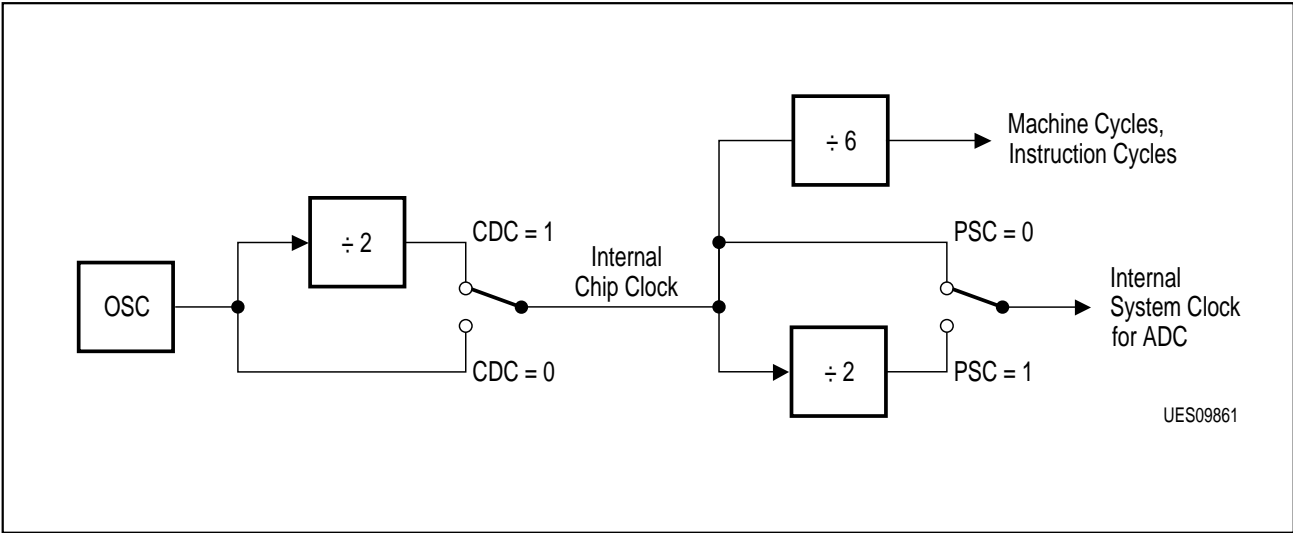 OSC
÷ 2
CDC = 1
CDC = 0
Internal
Chip Clock
÷ 6
Machine Cycles,
Instruction Cycles
PSC = 0
÷ 2
PSC = 1
Internal
System Clock
for ADC
UES09861